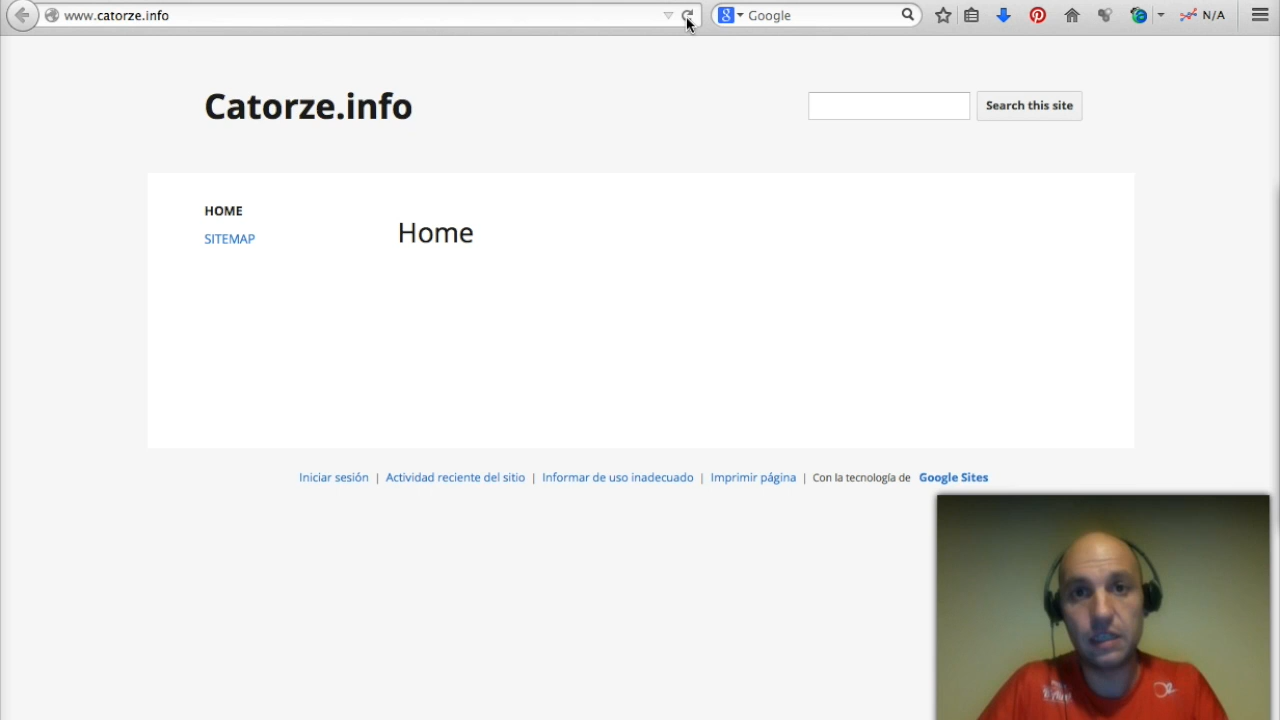 www.catorze.info
Google
N/A
Catorze.info
Search this site
HOME
SITEMAP
Home
Iniciar sesión | Actividad reciente del sitio | Informar de uso inadecuado | Imprimir página | Con la tecnología de Google Sites